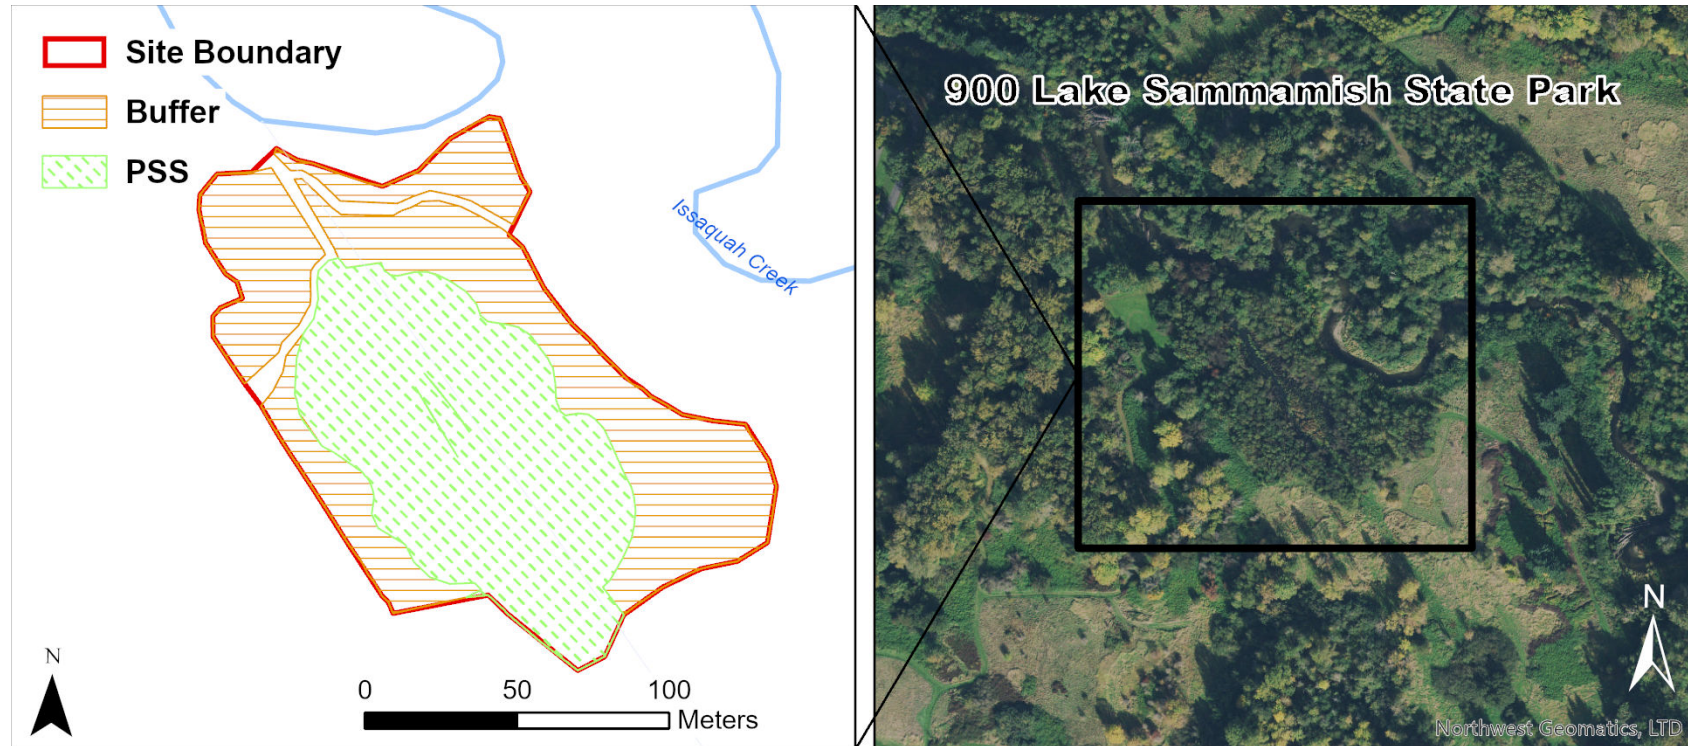 Site Boundary
Buffer
PSS
Issaquah Creek
N
0 50 100
Meters
900 Lake Sammamish State Park
N
Northwest Geomatics, LTD